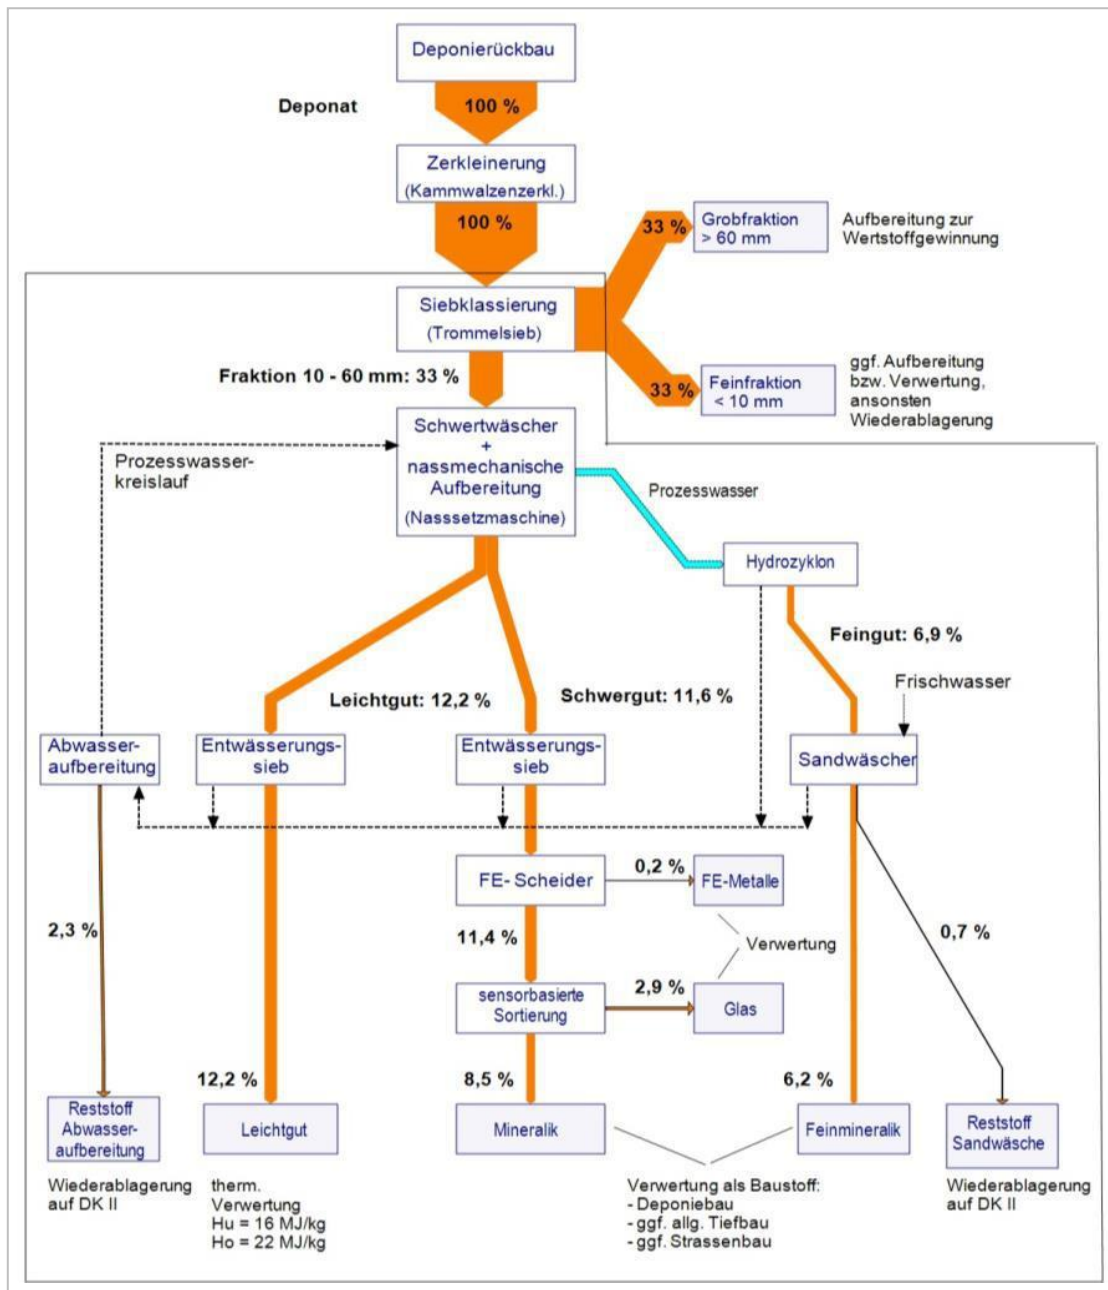 Deponierückbau
Deponat
100 %
Zerkleinerung
(Kammwalzenzerkl.)
100 %
33 %
Grobfraktion
> 60 mm
Aufbereitung zur
Wertstoffgewinnung
Siebklassierung
(Trommelsieb)
Fraktion 10 - 60 mm: 33 %
33 %
Feinfraktion
< 10 mm
ggf. Aufbereitung
bzw. Verwertung,
ansonsten
Wiederablagerung
Schwertwäscher
+
nassmechanische
Aufbereitung
(Nasssetzmaschine)
Prozesswasser-
kreislauf
Prozesswasser
Hydrozyklon
Feingut: 6,9 %
Leichtgut: 12,2 %
Schwergut: 11,6 %
Frischwasser
Abwasser-
aufbereitung
Entwässerungs-
sieb
Entwässerungs-
sieb
Sandwäscher
FE- Scheider
0,2 %
FE-Metalle
2,3 %
11,4 %
Verwertung
0,7 %
sensorbasierte
Sortierung
2,9 %
Glas
12,2 %
8,5 %
6,2 %
Reststoff
Abwasser-
aufbereitung
Leichtgut
Mineralik
Feinmineralik
Reststoff
Sandwäsche
Wiederablagerung
auf DK II
therm.
Verwertung
Hu = 16 MJ/kg
Ho = 22 MJ/kg
Verwertung als Baustoff:
- Deponiebau
- ggf. allg. Tiefbau
- ggf. Strassenbau
Wiederablagerung
auf DK II